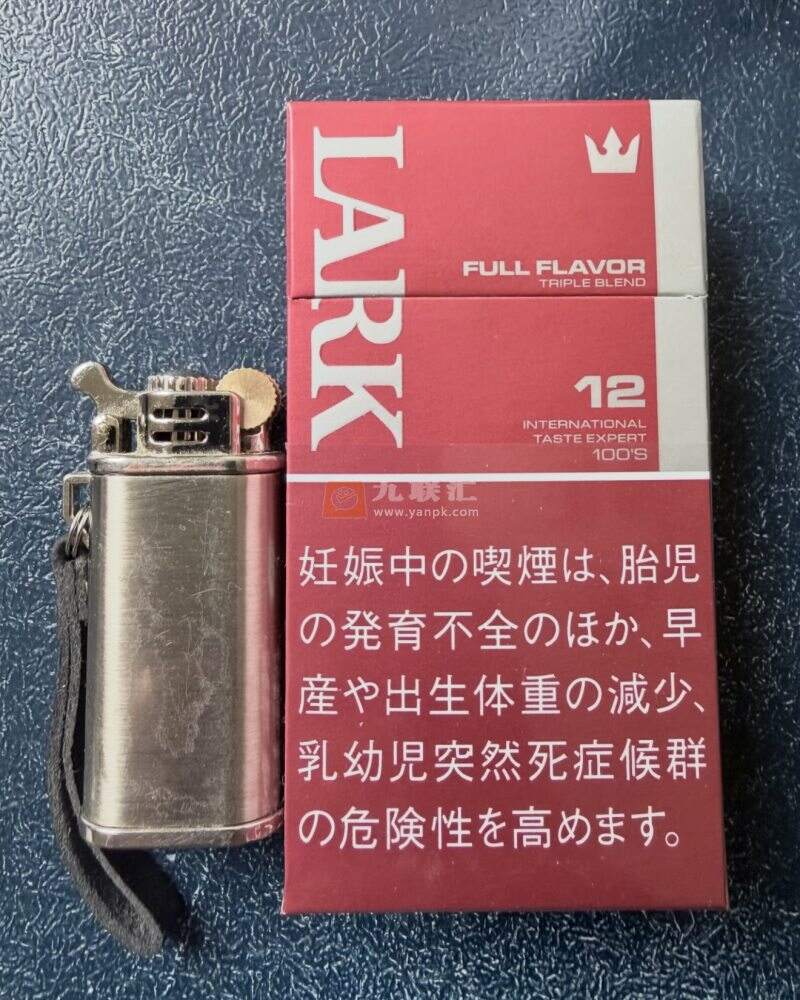 LARK
FULL FLAVOR
TRIPLE BLEND
12
INTERNATIONAL
TASTE EXPERT
100'S
九联汇
www.yanpk.com
妊娠中の喫煙は、胎児
の発育不全のほか、早
産や出生体重の減少、
乳幼児突然死症候群
の危険性を高めます。